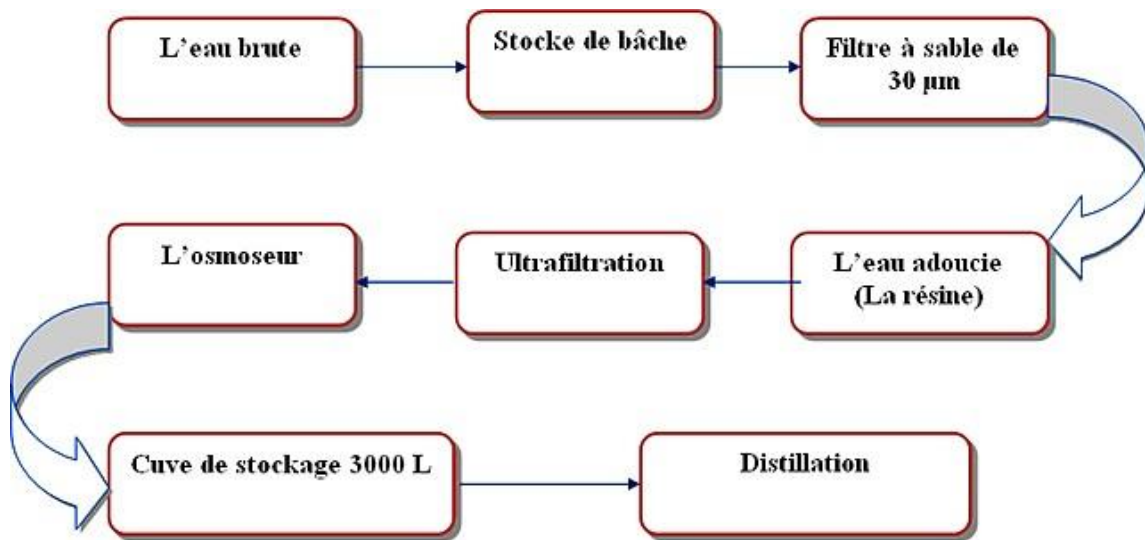 L'eau brute
Stocke de bâche
Filtre à sable de
30 µm
L'osmoseur
Ultrafiltration
L'eau adoucie
(La résine)
Cuve de stockage 3000 L
Distillation